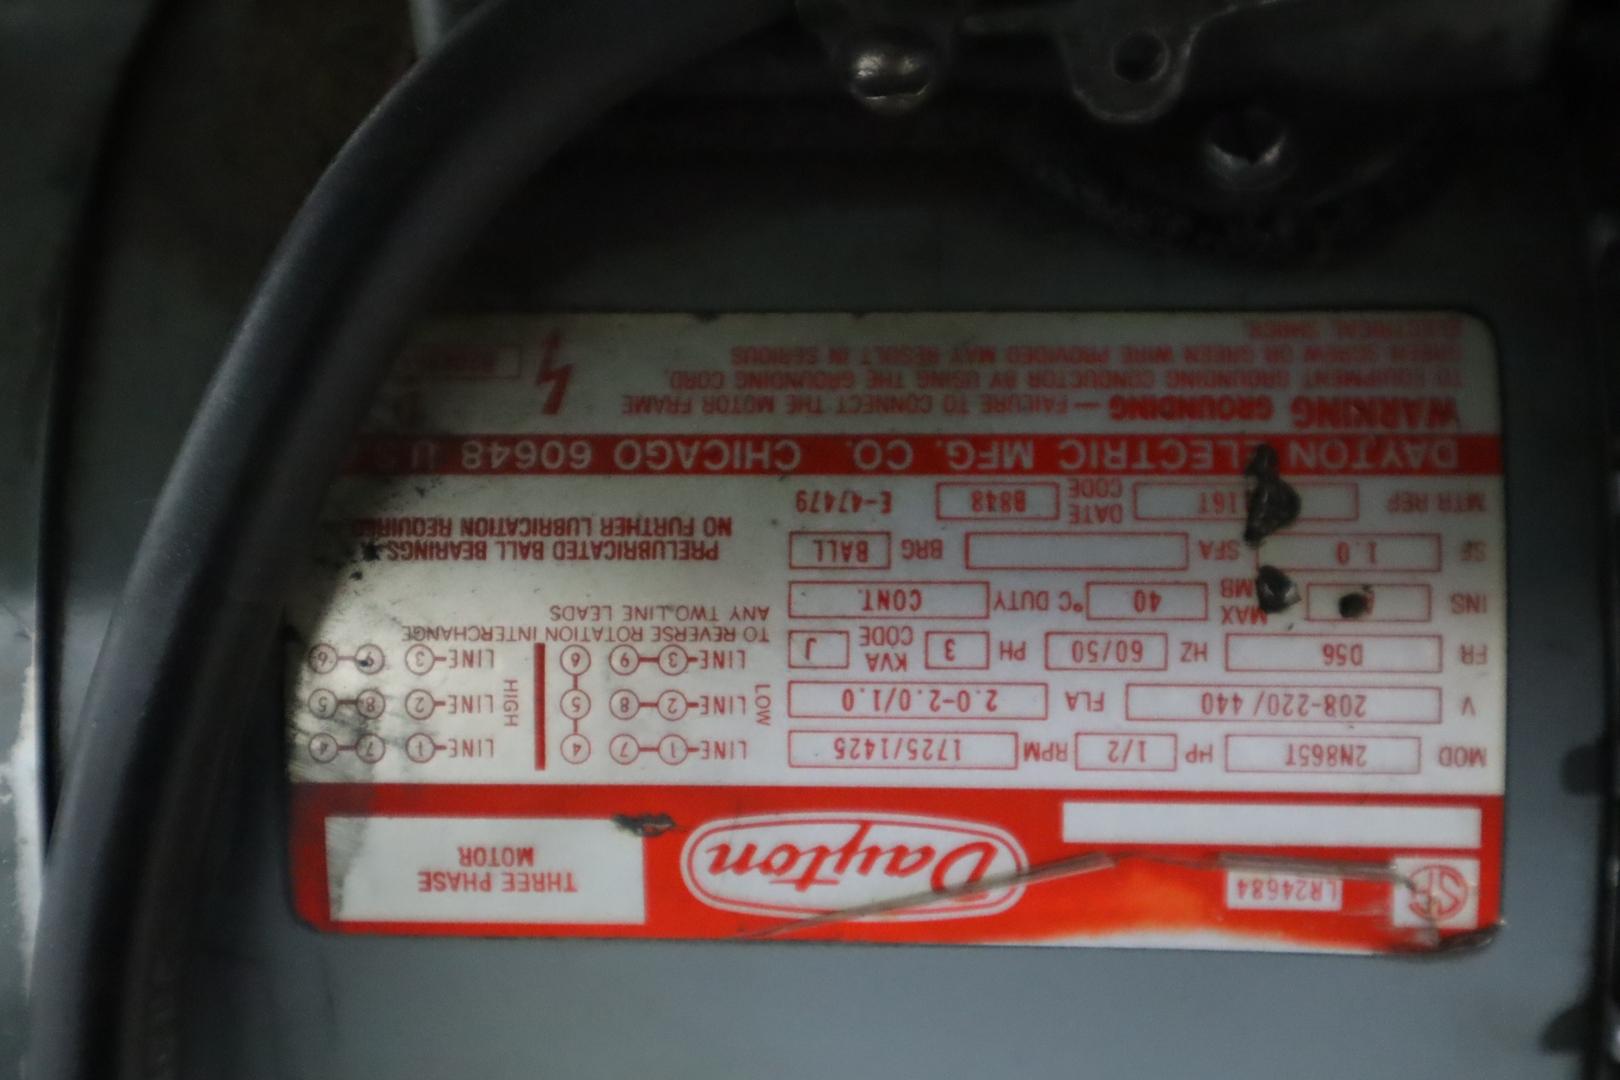 SA
LR24684
Dayton
THREE PHASE
MOTOR
MOD 2N865T HP 1/2 RPM 1725/1425
V 208-220/440 FLA 2.0-2.0/1.0
FR D56 HZ 60/50 PH 3 KVA CODE J
INS MAX AMB 40 °C DUTY CONT.
SF 1.0 SFA BRG BALL
MTR REF 116T DATE CODE B848 E-47479
LOW
LINE-1-7 4
LINE-2-8 5
LINE-3-9 6
HIGH
LINE-1 7-4
LINE-2 8-5
LINE-3 9-6
TO REVERSE ROTATION INTERCHANGE
ANY TWO LINE LEADS
PRELUBRICATED BALL BEARINGS
NO FURTHER LUBRICATION REQUIRED
DAYTON ELECTRIC MFG. CO. CHICAGO 60648 U.S.
WARNING GROUNDING — FAILURE TO CONNECT THE MOTOR FRAME
TO EQUIPMENT GROUNDING CONDUCTOR BY USING THE GROUNDING CORD,
GREEN SCREW OR GREEN WIRE PROVIDED MAY RESULT IN SERIOUS
ELECTRICAL SHOCK.